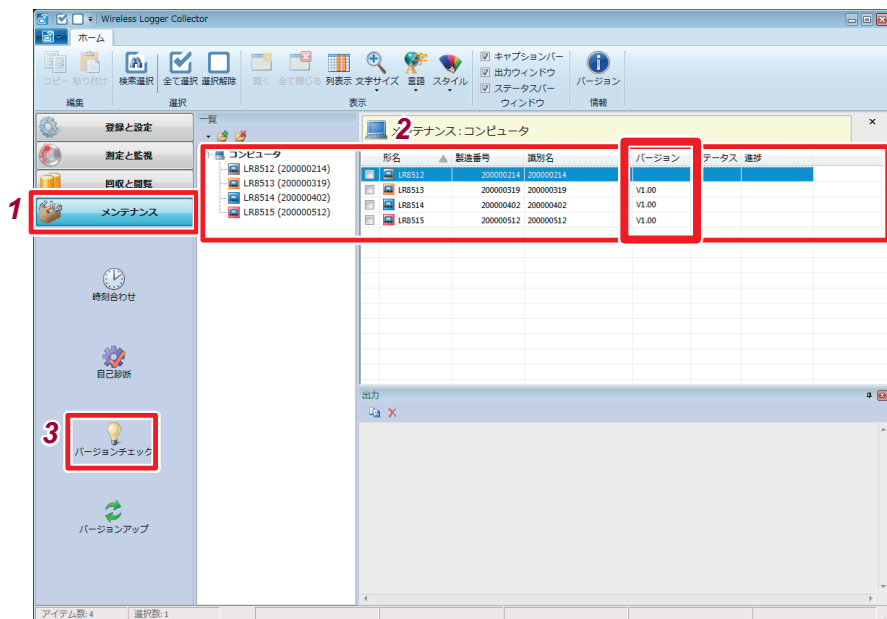 Wireless Logger Collector
ホーム
コピー 貼り付け 検索選択 全て選択 選択解除 開く 全て閉じる 列表示 文字サイズ 言語 スタイル
キャプションバー
出力ウィンドウ
ステータスバー
バージョン
編集 選択 表示 ウィンドウ 情報
登録と設定
測定と監視
回収と閲覧
1
メンテナンス
時刻合わせ
自己診断
3
バージョンチェック
バージョンアップ
一覧
コンピュータ
LR8512 (200000214)
LR8513 (200000319)
LR8514 (200000402)
LR8515 (200000512)
2
メンテナンス:コンピュータ
形名 製造番号 識別名 バージョン テータス 進捗
LR8512 200000214 200000214
LR8513 200000319 200000319 V1.00
LR8514 200000402 200000402 V1.00
LR8515 200000512 200000512 V1.00
出力
アイテム数: 4 選択数: 1